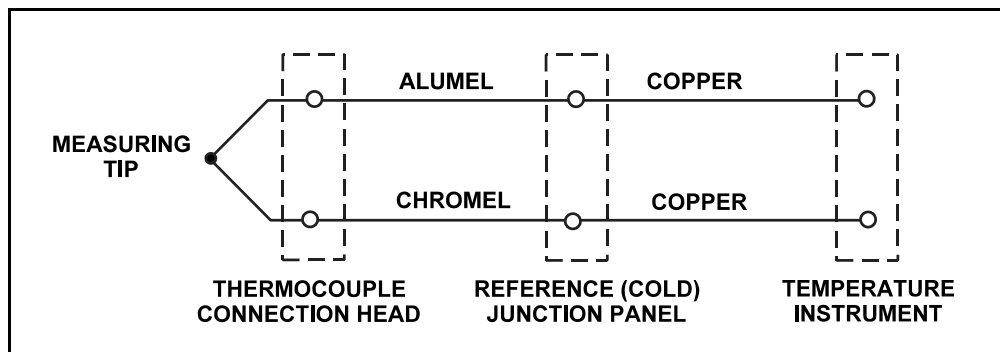 ALUMEL
COPPER
MEASURING
TIP
CHROMEL
COPPER
THERMOCOUPLE
CONNECTION HEAD
REFERENCE (COLD)
JUNCTION PANEL
TEMPERATURE
INSTRUMENT